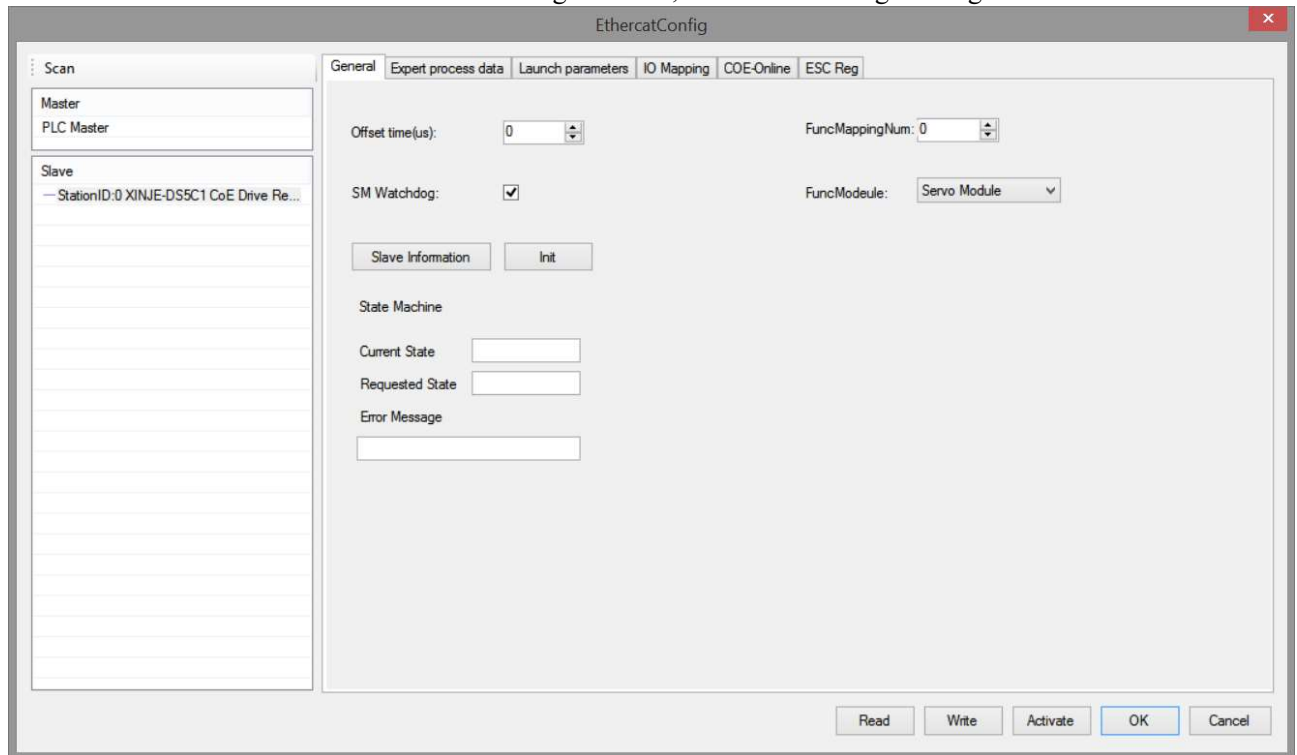 EthercatConfig
Scan
Master
PLC Master
Slave
StationID:0 XINJE-DS5C1 CoE Drive Re...
General Expert process data Launch parameters IO Mapping COE-Online ESC Reg
Offset time(us): 0 FuncMappingNum: 0
SM Watchdog: FuncModeule: Servo Module
Slave Information Init
State Machine
Current State
Requested State
Error Message
Read Write Activate OK Cancel